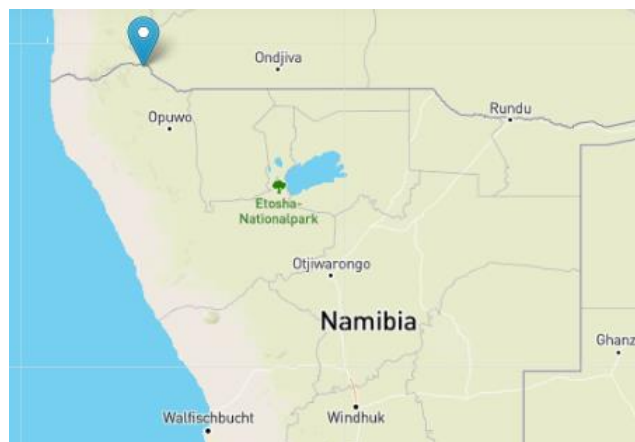 Ondjiva
Rundu
Opuwo
Etosha-
Nationalpark
Otjiwarongo
Namibia
Ghanz
Walfischbucht
Windhuk